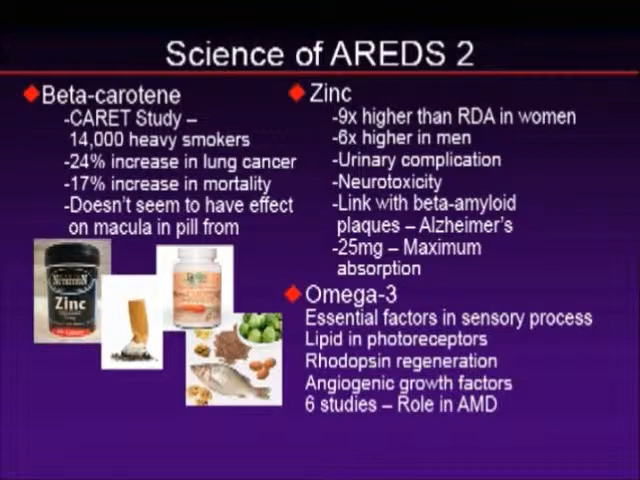 Science of AREDS 2
Beta-carotene
-CARET Study –
14,000 heavy smokers
-24% increase in lung cancer
-17% increase in mortality
-Doesn't seem to have effect
on macula in pill from
Zinc
-9x higher than RDA in women
-6x higher in men
-Urinary complication
-Neurotoxicity
-Link with beta-amyloid
plaques – Alzheimer's
-25mg – Maximum
absorption
Omega-3
Essential factors in sensory process
Lipid in photoreceptors
Rhodopsin regeneration
Angiogenic growth factors
6 studies – Role in AMD
Zinc